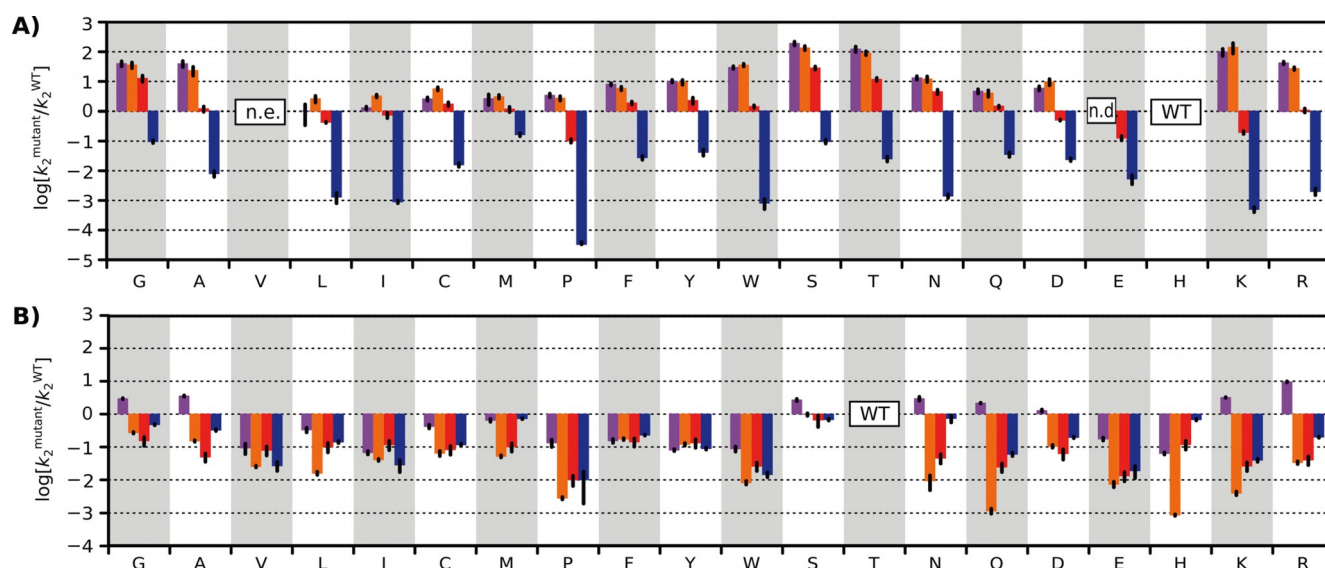 A)
log[k₂ᵐᵘᵗᵃⁿᵗ/k₂ᵂᵀ]
3
2
1
0
−1
−2
−3
−4
−5
n.e.
n.d
WT
G A V L I C M P F Y W S T N Q D E H K R
B)
log[k₂ᵐᵘᵗᵃⁿᵗ/k₂ᵂᵀ]
3
2
1
0
−1
−2
−3
−4
WT
G A V L I C M P F Y W S T N Q D E H K R